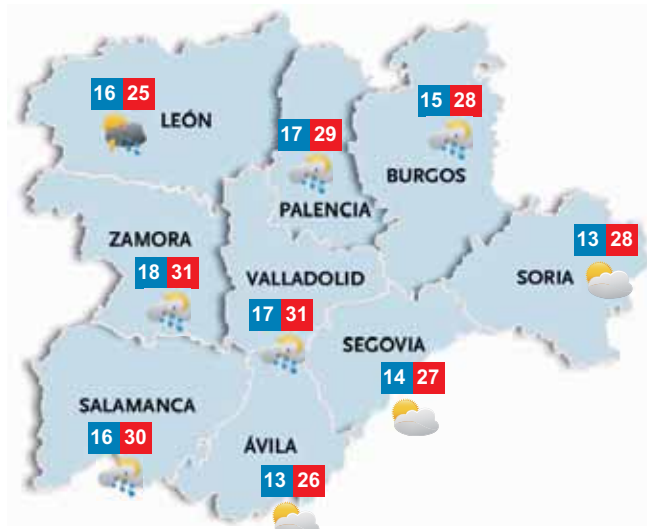 16 25
LEÓN
15 28
BURGOS
17 29
PALENCIA
ZAMORA
18 31
VALLADOLID
17 31
13 28
SORIA
SEGOVIA
14 27
SALAMANCA
16 30
ÁVILA
13 26